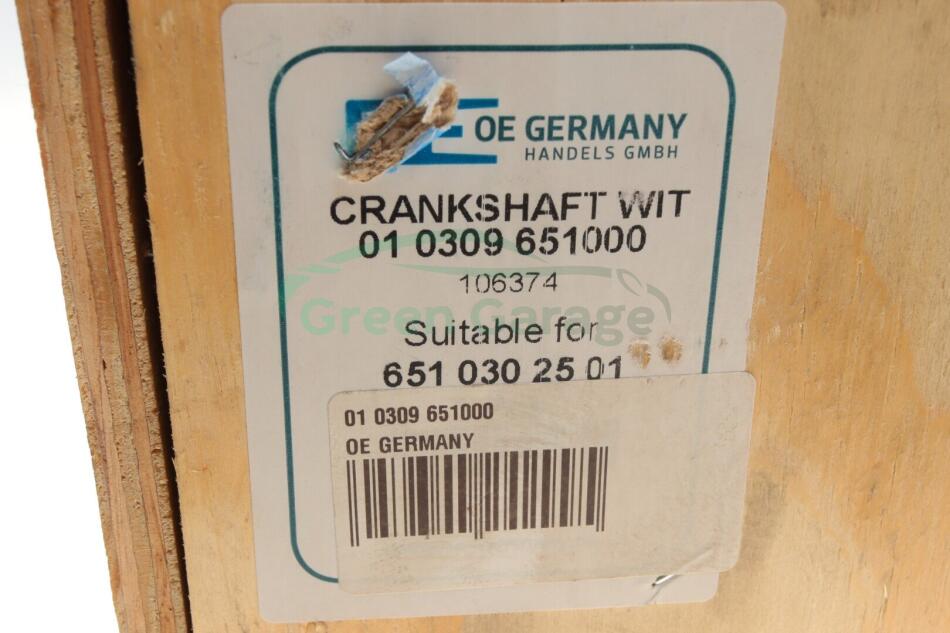 OE GERMANY
HANDELS GMBH
CRANKSHAFT WIT
01 0309 651000
106374
Green Garage
Suitable for
651 030 25 01
01 0309 651000
OE GERMANY